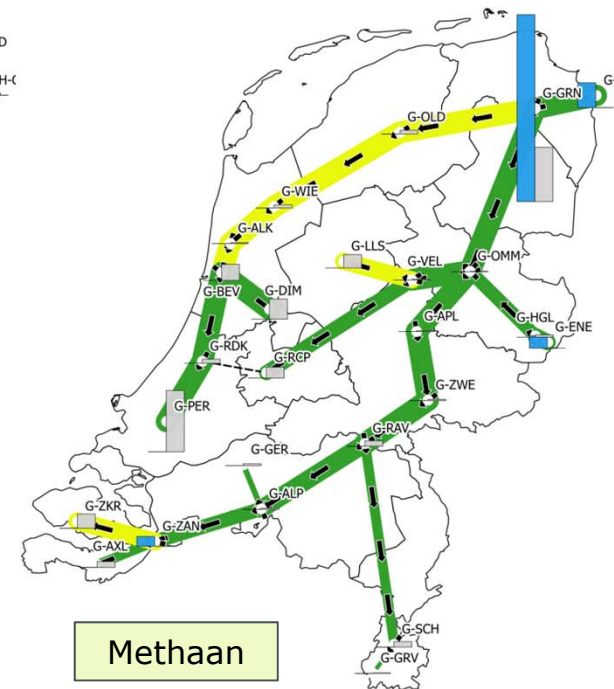 D
H-(
G-
G-GRN
G-OLD
G-WIE
G-ALK
G-LLS
G-VEL
G-OMM
G-BEV
G-DIM
G-APL
G-HGL
G-ENE
G-RDK
G-RCP
G-ZWE
G-PER
G-RAV
G-GER
G-ALP
G-ZKR
G-ZAN
G-AXL
G-SCH
G-GRV
Methaan